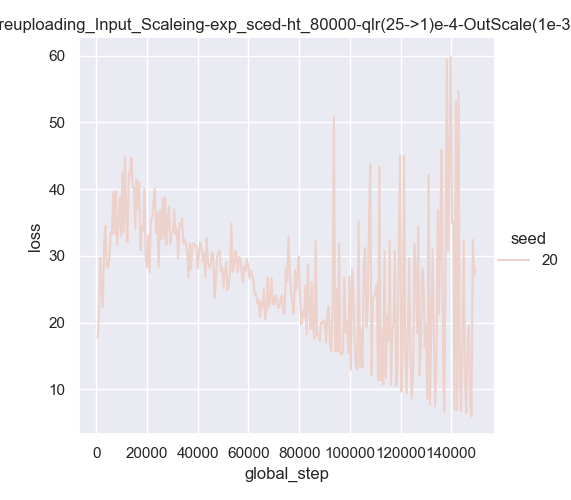 reuploading_Input_Scaleing-exp_sced-ht_80000-qlr(25->1)e-4-OutScale(1e-3
60
50
40
30
20
10
loss
0 20000 40000 60000 80000 100000 120000 140000
global_step
seed
20